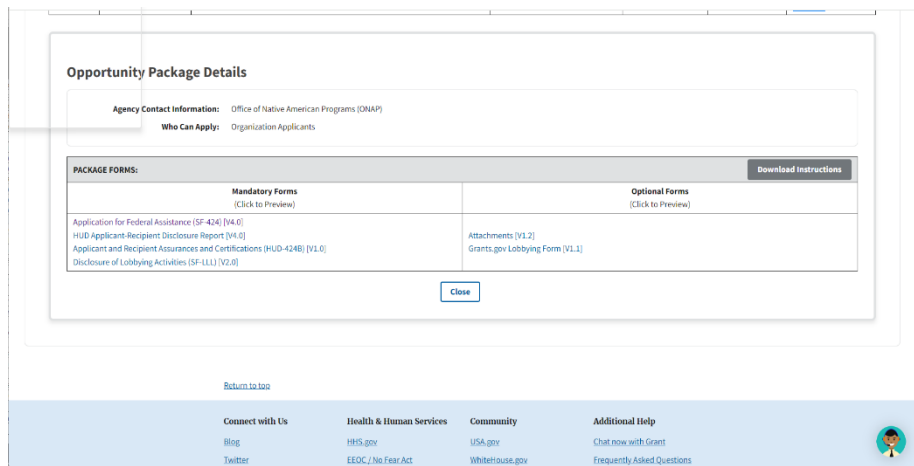 Opportunity Package Details
Agency Contact Information: Office of Native American Programs (ONAP)
Who Can Apply: Organization Applicants
PACKAGE FORMS: Download Instructions
Mandatory Forms
(Click to Preview)
Optional Forms
(Click to Preview)
Application for Federal Assistance (SF-424) [V4.0]
HUD Applicant-Recipient Disclosure Report [V4.0]
Applicant and Recipient Assurances and Certifications (HUD-424B) [V1.0]
Disclosure of Lobbying Activities (SF-LLL) [V2.0]
Attachments [V1.2]
Grants.gov Lobbying Form [V1.1]
Close
Return to top
Connect with Us
Blog
Twitter
Health & Human Services
HHS.gov
EEOC / No Fear Act
Community
USA.gov
WhiteHouse.gov
Additional Help
Chat now with Grant
Frequently Asked Questions